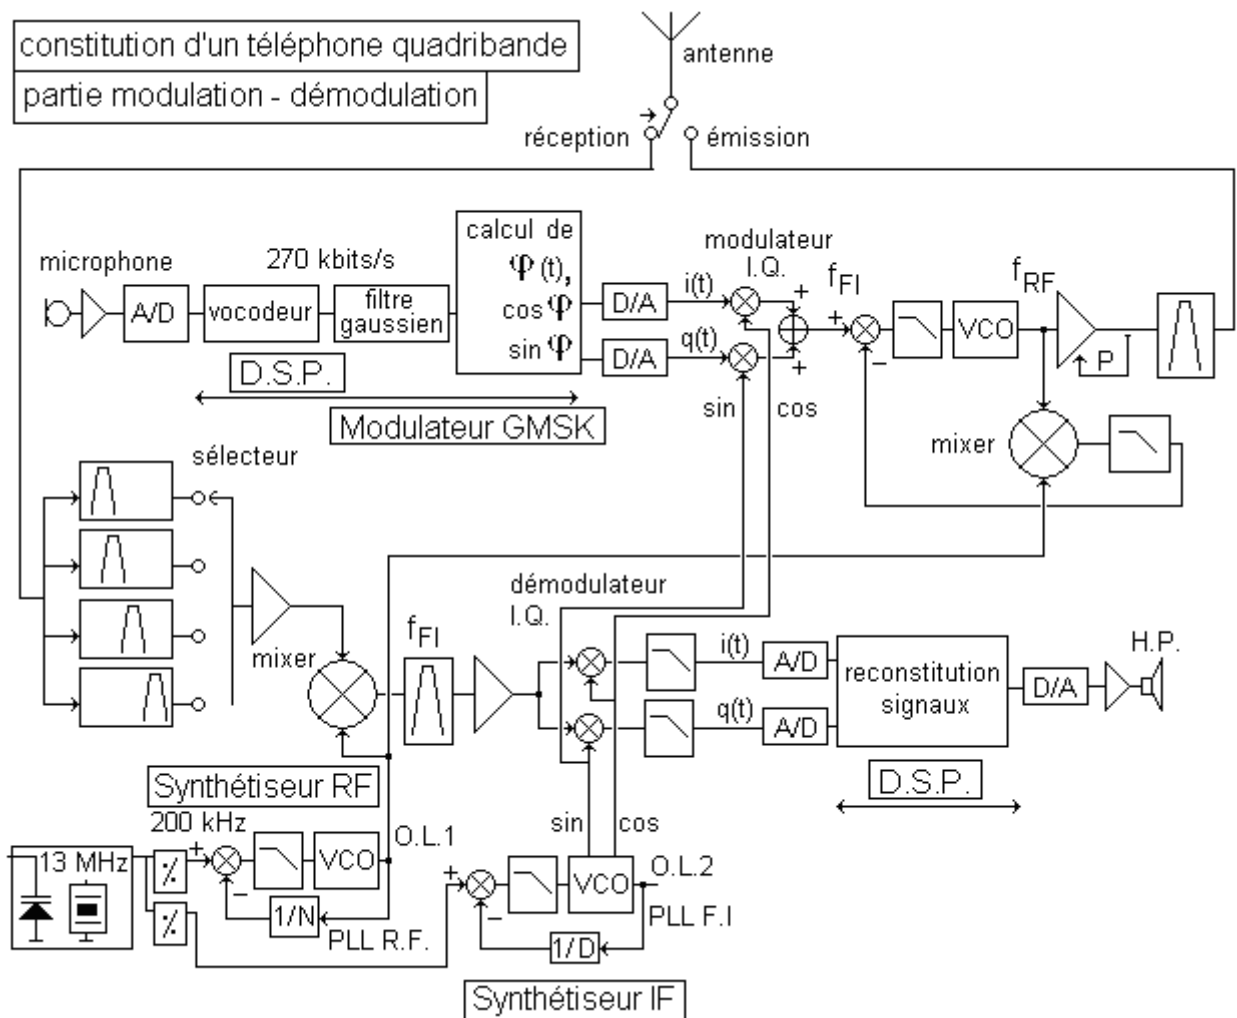 constitution d'un téléphone quadribande
partie modulation - démodulation
antenne
réception
émission
microphone
A/D
270 kbits/s
vocodeur
filtre
gaussien
calcul de
φ(t),
cos φ
sin φ
D/A
D/A
i(t)
q(t)
modulateur
I.Q.
+
+
sin
cos
f_FI
+
–
VCO
f_RF
P
D.S.P.
Modulateur GMSK
mixer
sélecteur
mixer
f_FI
démodulateur
I.Q.
i(t)
q(t)
A/D
A/D
reconstitution
signaux
D/A
H.P.
D.S.P.
Synthétiseur RF
200 kHz
13 MHz
%
%
+
–
VCO
O.L.1
1/N
PLL R.F.
sin
cos
+
–
VCO
O.L.2
PLL F.I
1/D
Synthétiseur IF